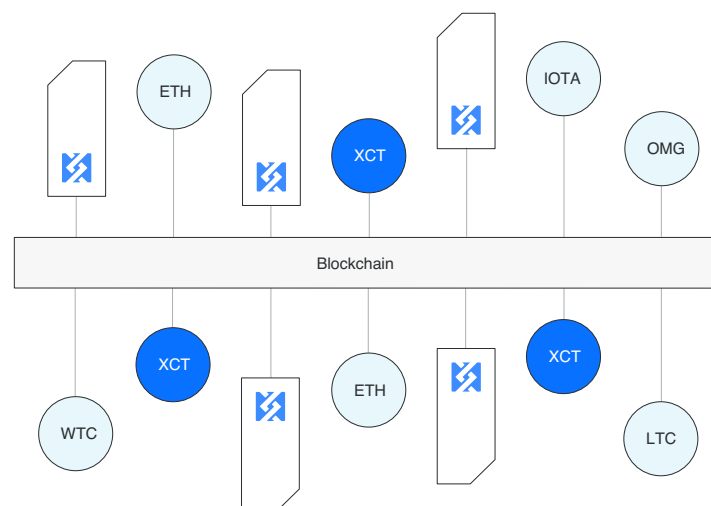 ETH
XCT
IOTA
OMG
Blockchain
WTC
XCT
ETH
XCT
LTC